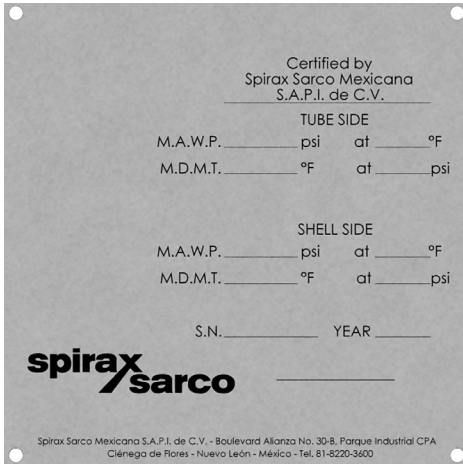 Certified by
Spirax Sarco Mexicana
S.A.P.I. de C.V.
TUBE SIDE
M.A.W.P. psi at °F
M.D.M.T. °F at psi
SHELL SIDE
M.A.W.P. psi at °F
M.D.M.T. °F at psi
S.N. YEAR
spirax
sarco
Spirax Sarco Mexicana S.A.P.I. de C.V. - Boulevard Alianza No. 30-B, Parque Industrial CPA
Ciénega de Flores - Nuevo León - México - Tel. 81-8220-3600